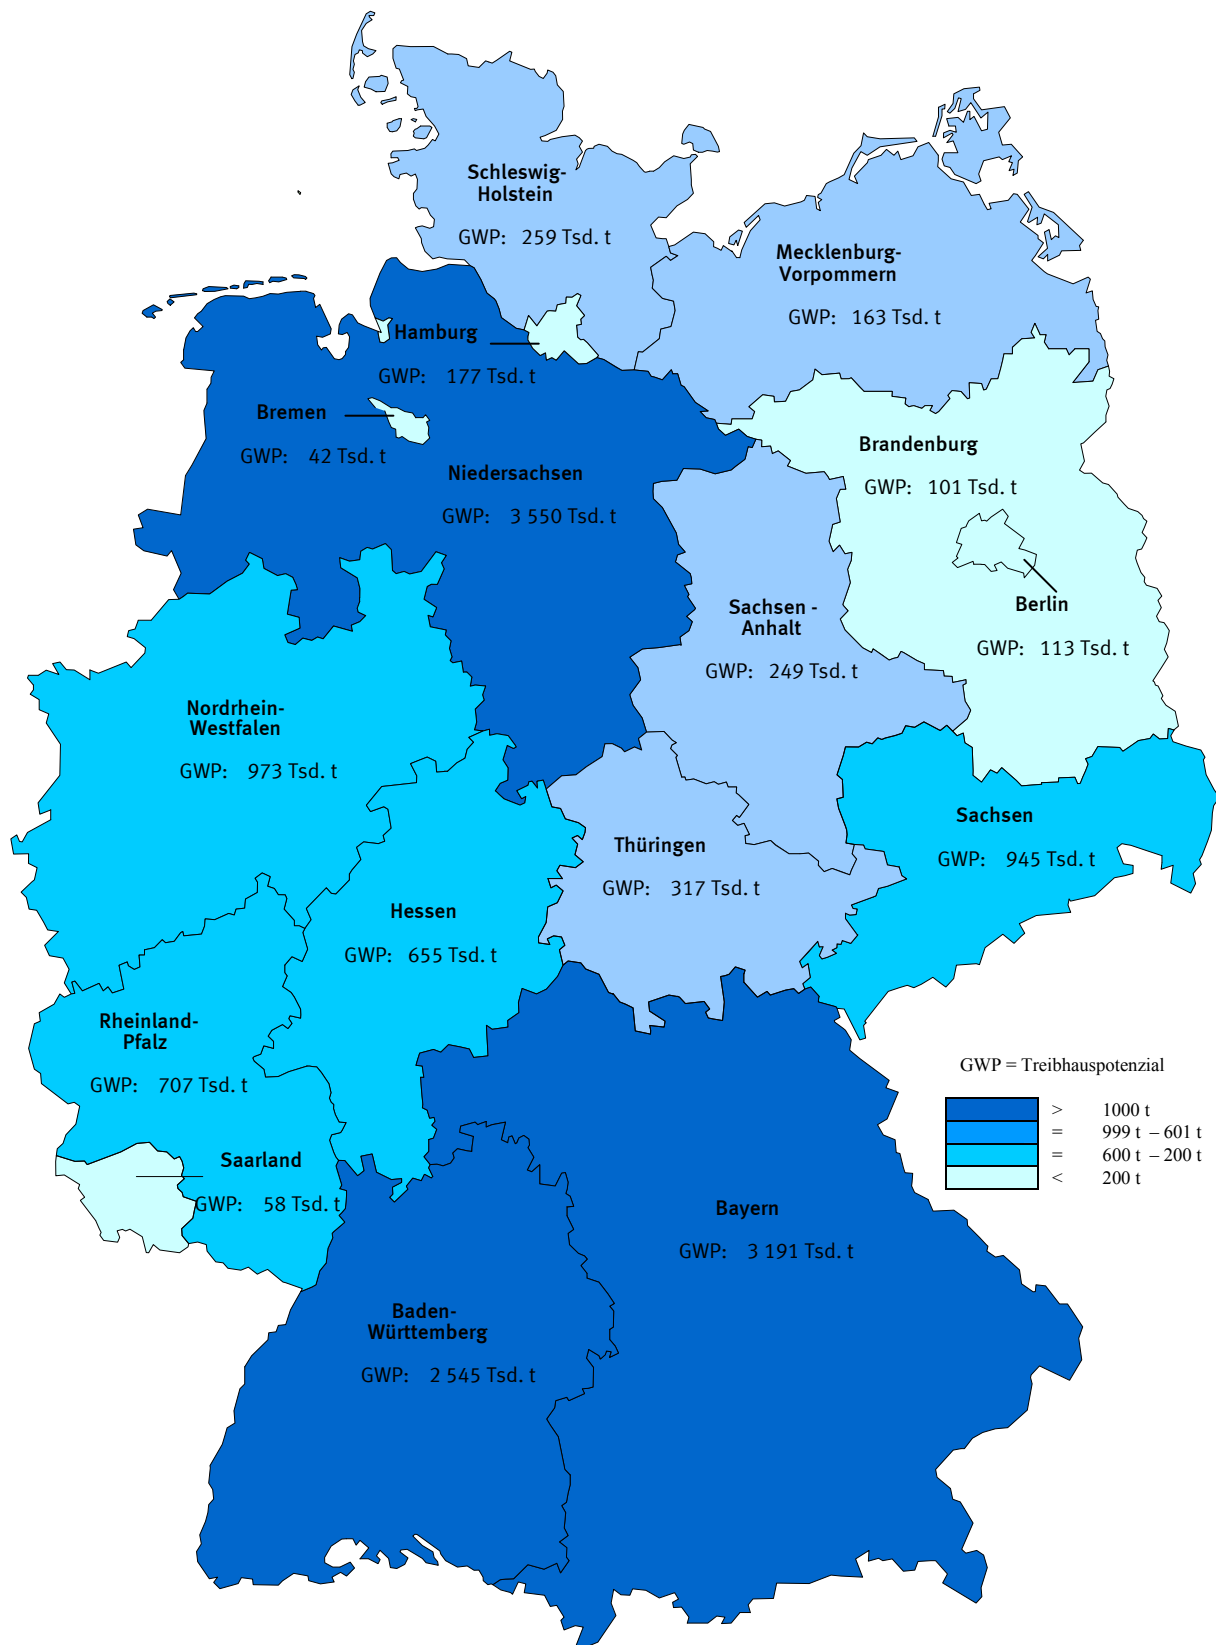 Schleswig-
Holstein
GWP: 259 Tsd. t
Mecklenburg-
Vorpommern
GWP: 163 Tsd. t
Hamburg
GWP: 177 Tsd. t
Bremen
GWP: 42 Tsd. t
Niedersachsen
GWP: 3 550 Tsd. t
Brandenburg
GWP: 101 Tsd. t
Berlin
GWP: 113 Tsd. t
Sachsen -
Anhalt
GWP: 249 Tsd. t
Nordrhein-
Westfalen
GWP: 973 Tsd. t
Sachsen
GWP: 945 Tsd. t
Thüringen
GWP: 317 Tsd. t
Hessen
GWP: 655 Tsd. t
Rheinland-
Pfalz
GWP: 707 Tsd. t
Saarland
GWP: 58 Tsd. t
Bayern
GWP: 3 191 Tsd. t
Baden-
Württemberg
GWP: 2 545 Tsd. t
GWP = Treibhauspotenzial
> 1000 t
= 999 t – 601 t
= 600 t – 200 t
< 200 t